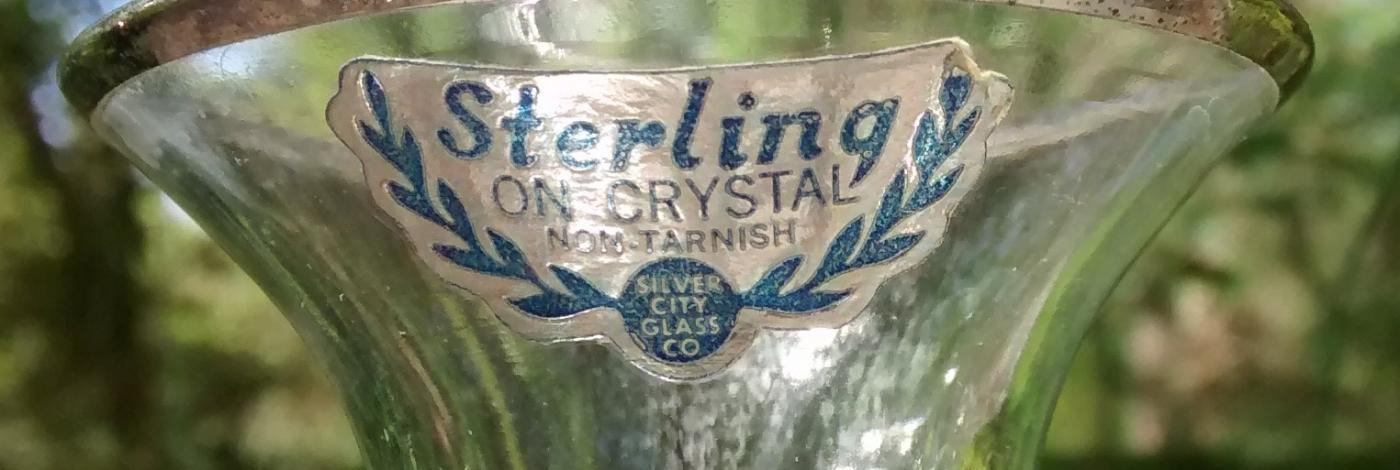 Sterling
ON CRYSTAL
NON-TARNISH
SILVER
CITY
GLASS
CO